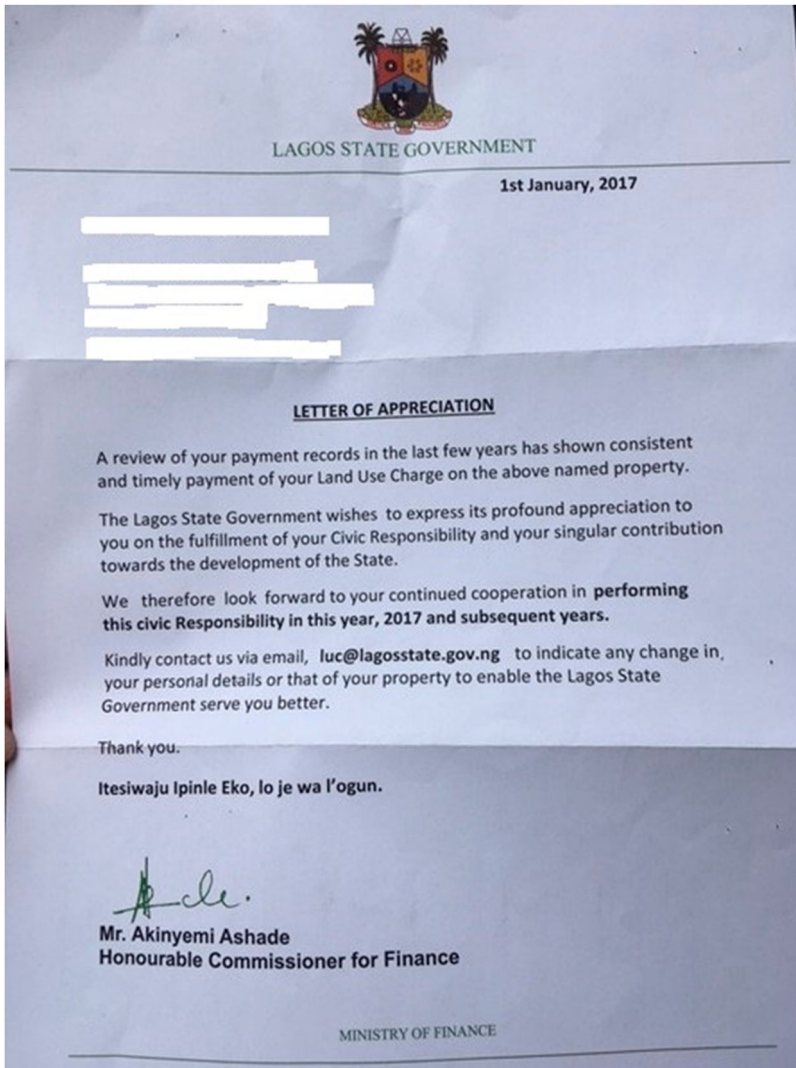 LAGOS STATE GOVERNMENT
1st January, 2017
LETTER OF APPRECIATION
A review of your payment records in the last few years has shown consistent
and timely payment of your Land Use Charge on the above named property.
The Lagos State Government wishes to express its profound appreciation to
you on the fulfillment of your Civic Responsibility and your singular contribution
towards the development of the State.
We therefore look forward to your continued cooperation in performing
this civic Responsibility in this year, 2017 and subsequent years.
Kindly contact us via email, luc@lagosstate.gov.ng to indicate any change in
your personal details or that of your property to enable the Lagos State
Government serve you better.
Thank you.
Itesiwaju Ipinle Eko, lo je wa l’ogun.
Mr. Akinyemi Ashade
Honourable Commissioner for Finance
MINISTRY OF FINANCE